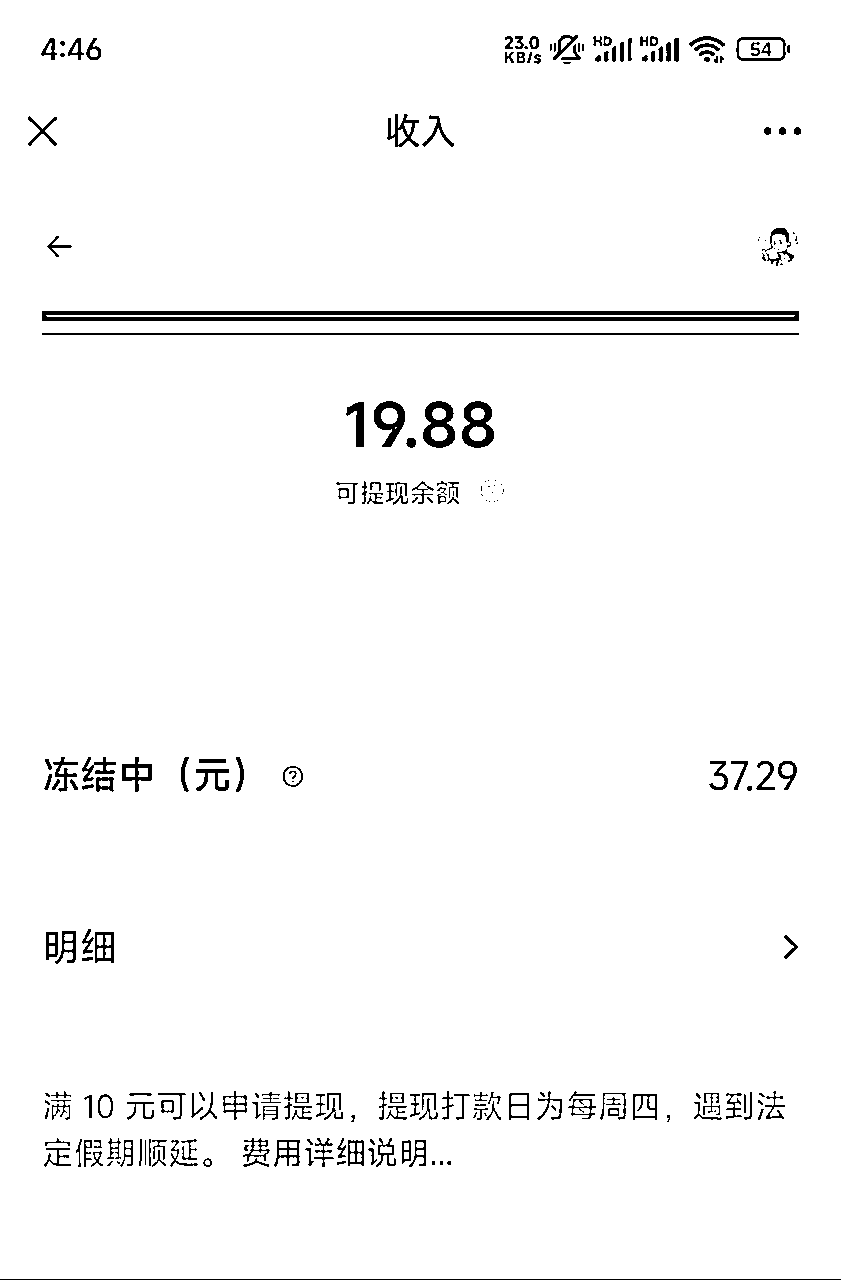 4:46
23.0
KB/s
HD
HD
54
收入
19.88
可提现余额
冻结中（元） ?
37.29
明细
满 10 元可以申请提现，提现打款日为每周四，遇到法
定假期顺延。 费用详细说明...